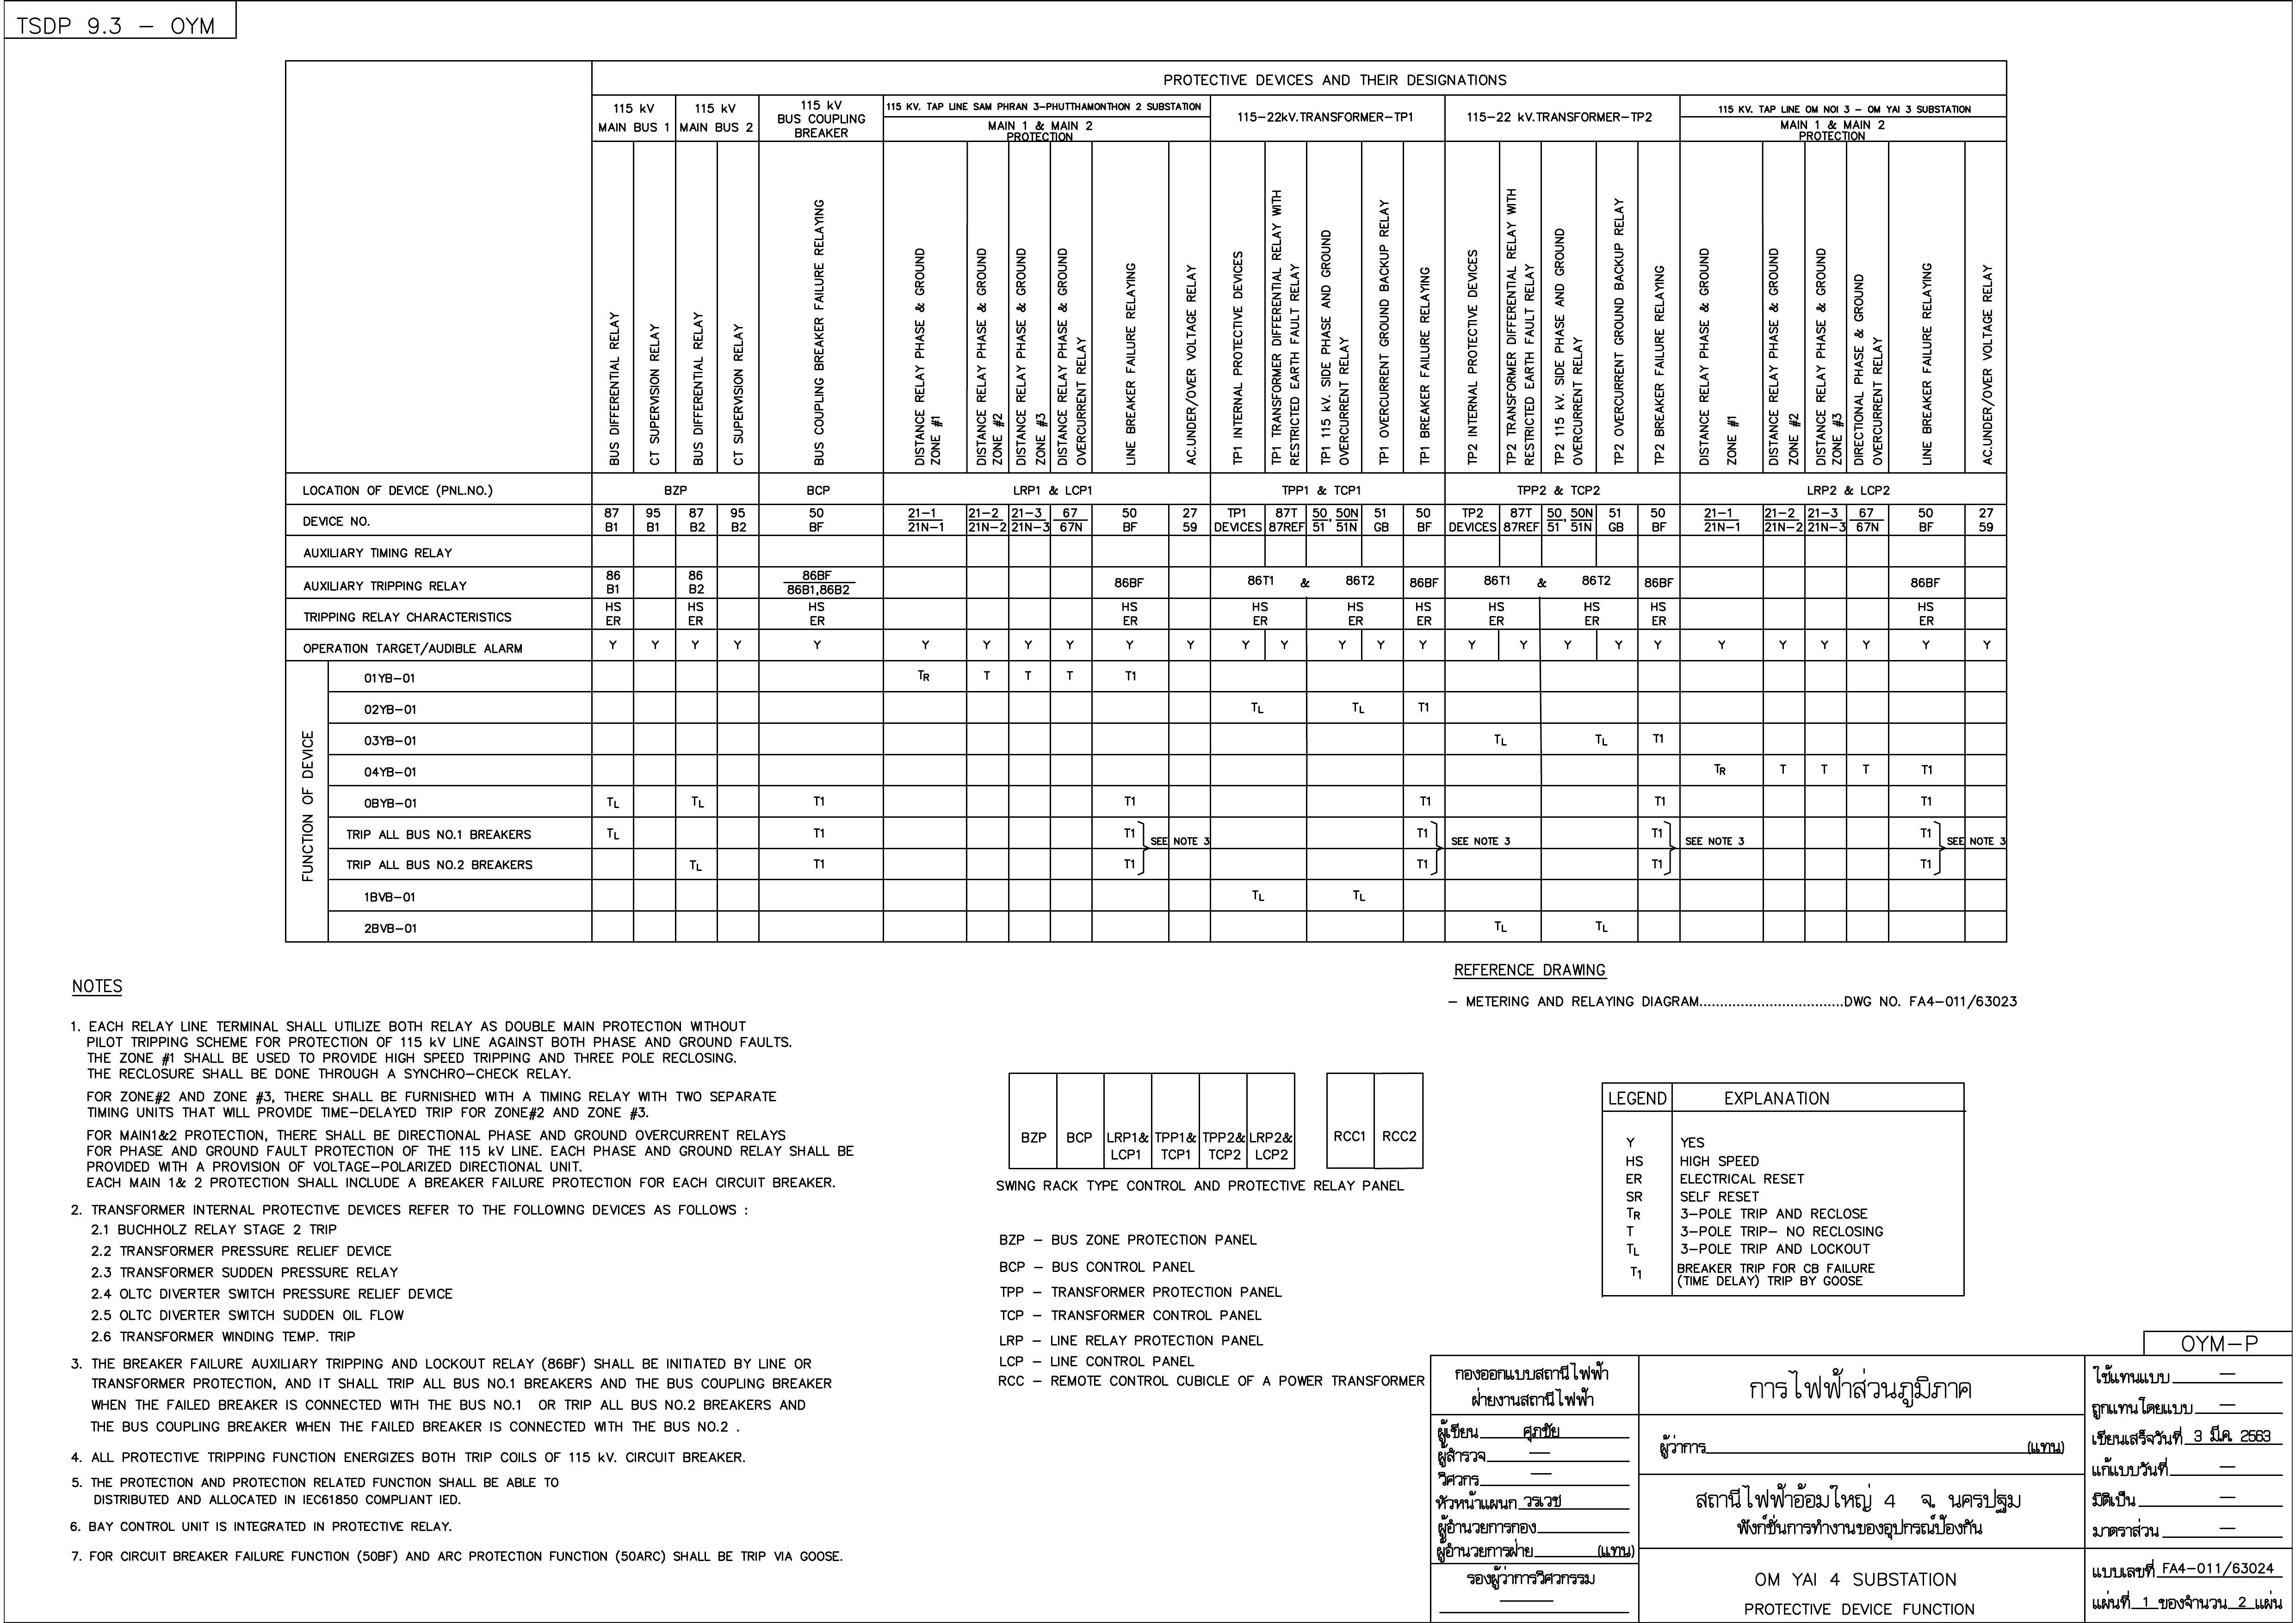 TSDP 9.3 – OYM
PROTECTIVE DEVICES AND THEIR DESIGNATIONS
115 kV
MAIN BUS 1
115 kV
MAIN BUS 2
115 kV
BUS COUPLING
BREAKER
115 KV. TAP LINE SAM PHRAN 3–PHUTTHAMONTHON 2 SUBSTATION
MAIN 1 & MAIN 2
PROTECTION
115–22kV.TRANSFORMER–TP1
115–22 kV.TRANSFORMER–TP2
115 KV. TAP LINE OM NOI 3 – OM YAI 3 SUBSTATION
MAIN 1 & MAIN 2
PROTECTION
BUS DIFFERENTIAL RELAY
CT SUPERVISION RELAY
BUS DIFFERENTIAL RELAY
CT SUPERVISION RELAY
BUS COUPLING BREAKER FAILURE RELAYING
DISTANCE RELAY PHASE & GROUND
ZONE #1
DISTANCE RELAY PHASE & GROUND
ZONE #2
DISTANCE RELAY PHASE & GROUND
ZONE #3
DISTANCE RELAY PHASE & GROUND
OVERCURRENT RELAY
LINE BREAKER FAILURE RELAYING
AC.UNDER/OVER VOLTAGE RELAY
TP1 INTERNAL PROTECTIVE DEVICES
TP1 TRANSFORMER DIFFERENTIAL RELAY WITH
RESTRICTED EARTH FAULT RELAY
TP1 115 kV. SIDE PHASE AND GROUND
OVERCURRENT RELAY
TP1 OVERCURRENT GROUND BACKUP RELAY
TP1 BREAKER FAILURE RELAYING
TP2 INTERNAL PROTECTIVE DEVICES
TP2 TRANSFORMER DIFFERENTIAL RELAY WITH
RESTRICTED EARTH FAULT RELAY
TP2 115 kV. SIDE PHASE AND GROUND
OVERCURRENT RELAY
TP2 OVERCURRENT GROUND BACKUP RELAY
TP2 BREAKER FAILURE RELAYING
DISTANCE RELAY PHASE & GROUND
ZONE #1
DISTANCE RELAY PHASE & GROUND
ZONE #2
DISTANCE RELAY PHASE & GROUND
ZONE #3
DIRECTIONAL PHASE & GROUND
OVERCURRENT RELAY
LINE BREAKER FAILURE RELAYING
AC.UNDER/OVER VOLTAGE RELAY
LOCATION OF DEVICE (PNL.NO.) BZP BCP LRP1 & LCP1 TPP1 & TCP1 TPP2 & TCP2 LRP2 & LCP2
DEVICE NO.
87 95 87 95 50 21–1 21–2 21–3 67 50 27 TP1 87T 50, 50N 51 50 TP2 87T 50, 50N 51 50 21–1 21–2 21–3 67 50 27
B1 B1 B2 B2 BF 21N–1 21N–2 21N–3 67N BF 59 DEVICES 87REF 51 51N GB BF DEVICES 87REF 51 51N GB BF 21N–1 21N–2 21N–3 67N BF 59
AUXILIARY TIMING RELAY
AUXILIARY TRIPPING RELAY
86 86 86BF 86BF 86T1 & 86T2 86BF 86T1 & 86T2 86BF 86BF
B1 B2 86B1,86B2
TRIPPING RELAY CHARACTERISTICS
HS HS HS HS HS HS HS HS HS HS HS
ER ER ER ER ER ER ER ER ER ER ER
OPERATION TARGET/AUDIBLE ALARM Y Y Y Y Y Y Y Y Y Y Y Y Y Y Y Y Y Y Y Y Y Y Y Y Y Y Y
FUNCTION OF DEVICE
01YB–01 TR T T T T1
02YB–01 TL TL T1
03YB–01 TL TL T1
04YB–01 TR T T T T1
0BYB–01 TL TL T1 T1 T1 T1 T1
TRIP ALL BUS NO.1 BREAKERS TL T1 T1 T1 T1 T1
SEE NOTE 3 SEE NOTE 3 SEE NOTE 3 SEE NOTE 3
TRIP ALL BUS NO.2 BREAKERS TL T1 T1 T1 T1 T1
1BVB–01 TL TL
2BVB–01 TL TL
NOTES
1. EACH RELAY LINE TERMINAL SHALL UTILIZE BOTH RELAY AS DOUBLE MAIN PROTECTION WITHOUT
PILOT TRIPPING SCHEME FOR PROTECTION OF 115 kV LINE AGAINST BOTH PHASE AND GROUND FAULTS.
THE ZONE #1 SHALL BE USED TO PROVIDE HIGH SPEED TRIPPING AND THREE POLE RECLOSING.
THE RECLOSURE SHALL BE DONE THROUGH A SYNCHRO–CHECK RELAY.
FOR ZONE#2 AND ZONE #3, THERE SHALL BE FURNISHED WITH A TIMING RELAY WITH TWO SEPARATE
TIMING UNITS THAT WILL PROVIDE TIME–DELAYED TRIP FOR ZONE#2 AND ZONE #3.
FOR MAIN1&2 PROTECTION, THERE SHALL BE DIRECTIONAL PHASE AND GROUND OVERCURRENT RELAYS
FOR PHASE AND GROUND FAULT PROTECTION OF THE 115 kV LINE. EACH PHASE AND GROUND RELAY SHALL BE
PROVIDED WITH A PROVISION OF VOLTAGE–POLARIZED DIRECTIONAL UNIT.
EACH MAIN 1& 2 PROTECTION SHALL INCLUDE A BREAKER FAILURE PROTECTION FOR EACH CIRCUIT BREAKER.
2. TRANSFORMER INTERNAL PROTECTIVE DEVICES REFER TO THE FOLLOWING DEVICES AS FOLLOWS :
2.1 BUCHHOLZ RELAY STAGE 2 TRIP
2.2 TRANSFORMER PRESSURE RELIEF DEVICE
2.3 TRANSFORMER SUDDEN PRESSURE RELAY
2.4 OLTC DIVERTER SWITCH PRESSURE RELIEF DEVICE
2.5 OLTC DIVERTER SWITCH SUDDEN OIL FLOW
2.6 TRANSFORMER WINDING TEMP. TRIP
3. THE BREAKER FAILURE AUXILIARY TRIPPING AND LOCKOUT RELAY (86BF) SHALL BE INITIATED BY LINE OR
TRANSFORMER PROTECTION, AND IT SHALL TRIP ALL BUS NO.1 BREAKERS AND THE BUS COUPLING BREAKER
WHEN THE FAILED BREAKER IS CONNECTED WITH THE BUS NO.1 OR TRIP ALL BUS NO.2 BREAKERS AND
THE BUS COUPLING BREAKER WHEN THE FAILED BREAKER IS CONNECTED WITH THE BUS NO.2 .
4. ALL PROTECTIVE TRIPPING FUNCTION ENERGIZES BOTH TRIP COILS OF 115 kV. CIRCUIT BREAKER.
5. THE PROTECTION AND PROTECTION RELATED FUNCTION SHALL BE ABLE TO
DISTRIBUTED AND ALLOCATED IN IEC61850 COMPLIANT IED.
6. BAY CONTROL UNIT IS INTEGRATED IN PROTECTIVE RELAY.
7. FOR CIRCUIT BREAKER FAILURE FUNCTION (50BF) AND ARC PROTECTION FUNCTION (50ARC) SHALL BE TRIP VIA GOOSE.
BZP BCP LRP1& TPP1& TPP2& LRP2& RCC1 RCC2
LCP1 TCP1 TCP2 LCP2
SWING RACK TYPE CONTROL AND PROTECTIVE RELAY PANEL
BZP – BUS ZONE PROTECTION PANEL
BCP – BUS CONTROL PANEL
TPP – TRANSFORMER PROTECTION PANEL
TCP – TRANSFORMER CONTROL PANEL
LRP – LINE RELAY PROTECTION PANEL
LCP – LINE CONTROL PANEL
RCC – REMOTE CONTROL CUBICLE OF A POWER TRANSFORMER
REFERENCE DRAWING
– METERING AND RELAYING DIAGRAM...................................DWG NO. FA4–011/63023
LEGEND EXPLANATION
Y YES
HS HIGH SPEED
ER ELECTRICAL RESET
SR SELF RESET
TR 3–POLE TRIP AND RECLOSE
T 3–POLE TRIP– NO RECLOSING
TL 3–POLE TRIP AND LOCKOUT
T1 BREAKER TRIP FOR CB FAILURE
(TIME DELAY) TRIP BY GOOSE
OYM–P
กองออกแบบสถานีไฟฟ้า
ฝ่ายงานสถานีไฟฟ้า
ผู้เขียน ศุภชัย
ผู้สำรวจ —
วิศวกร —
หัวหน้าแผนก วรเวช
ผู้อำนวยการกอง
ผู้อำนวยการฝ่าย (แทน)
รองผู้ว่าการวิศวกรรม
การไฟฟ้าส่วนภูมิภาค
ผู้ว่าการ (แทน)
สถานีไฟฟ้าอ้อมใหญ่ 4 จ. นครปฐม
ฟังก์ชั่นการทำงานของอุปกรณ์ป้องกัน
OM YAI 4 SUBSTATION
PROTECTIVE DEVICE FUNCTION
ใช้แทนแบบ —
ถูกแทนโดยแบบ —
เขียนเสร็จวันที่ 3 มี.ค. 2563
แก้แบบวันที่ —
มิติเป็น —
มาตราส่วน —
แบบเลขที่ FA4–011/63024
แผ่นที่ 1 ของจำนวน 2 แผ่น